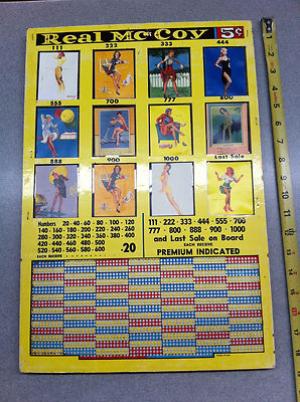 Real McCoy 5¢
111 222 333 444
555 700 777 800
Last Sale
888 900 1000
Numbers 20 - 40 - 60 - 80 - 100 - 120
140 - 160 - 180 - 200 - 220 - 240
260 - 280 - 300 - 340 - 360 - 380
420 - 440 - 460 - 480 - 500
520 - 540 - 560 - 580 - 680
EACH RECEIVE
.20
111 - 222 - 333 - 444 - 555 - 700
777 - 800 - 888 - 900 - 1000
and Last Sale on Board
EACH RECEIVE
PREMIUM INDICATED